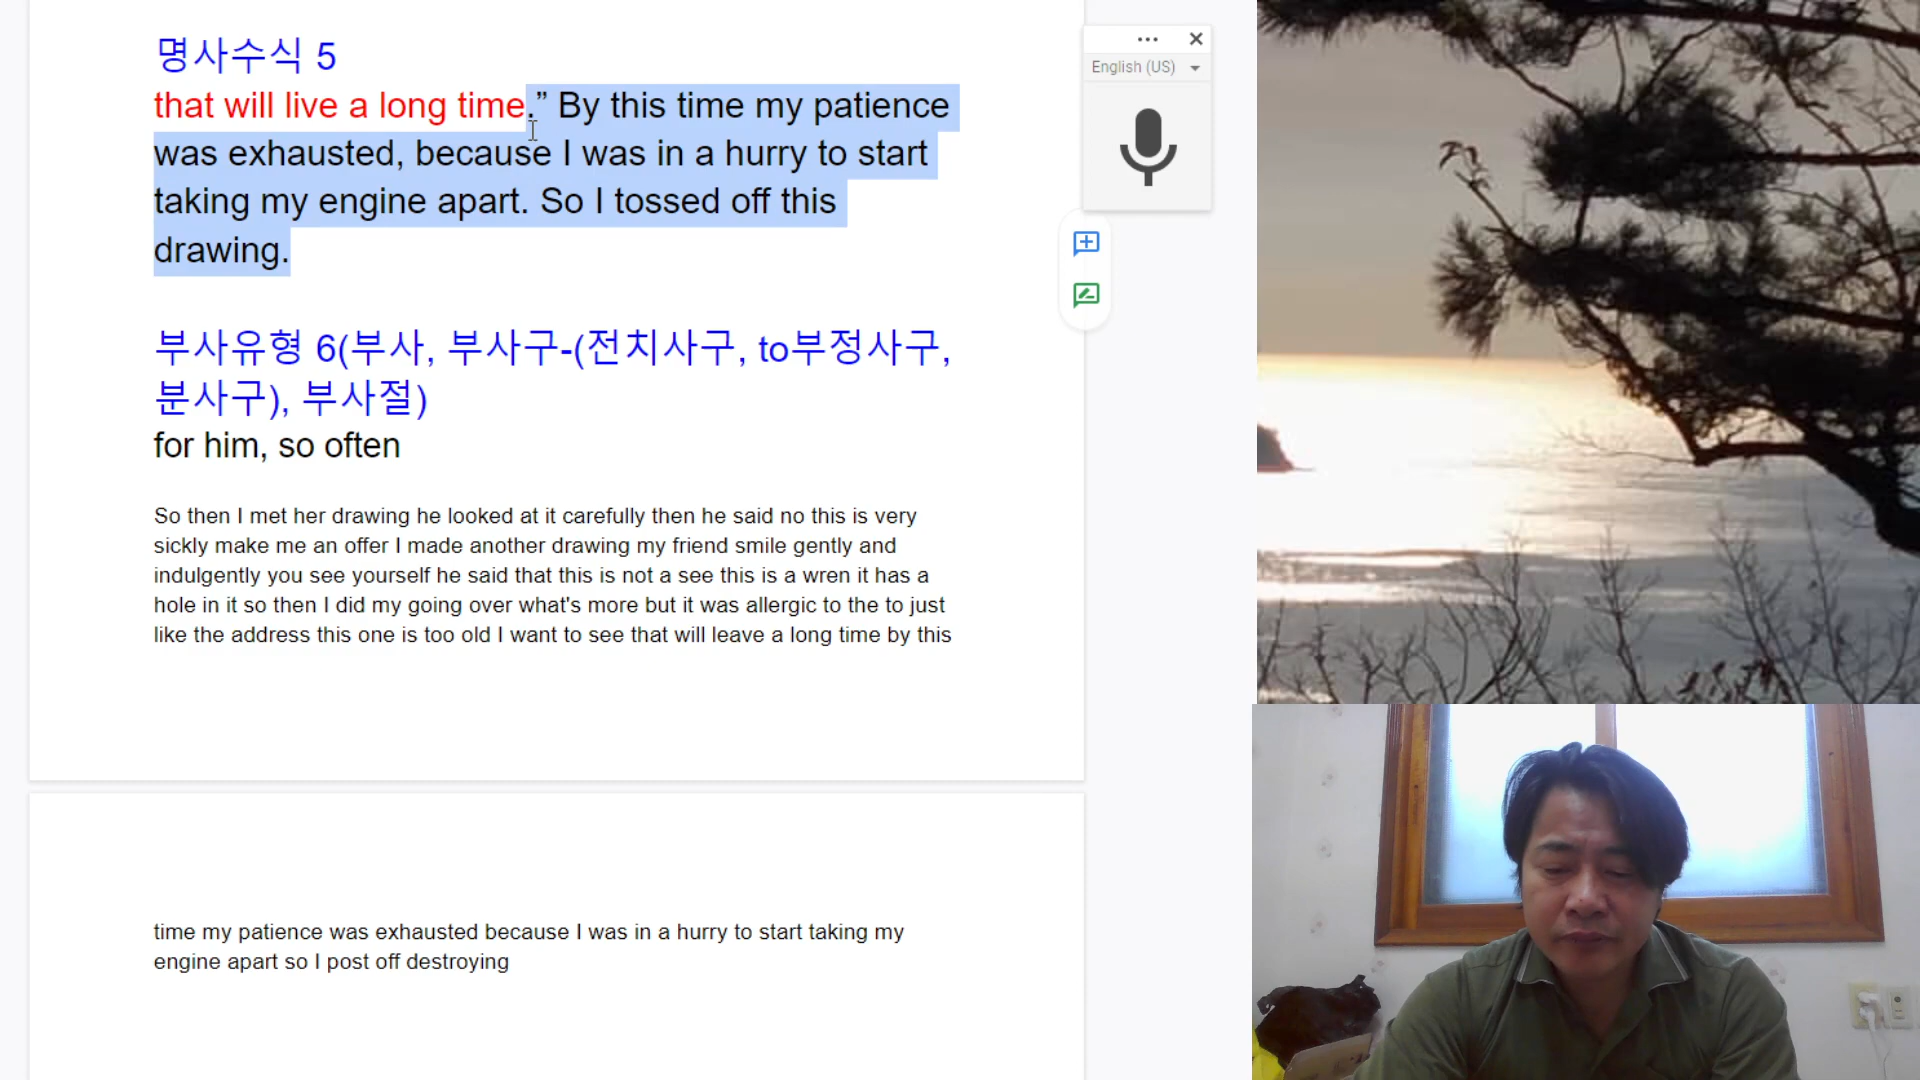 명사수식 5
that will live a long time.” By this time my patience
was exhausted, because I was in a hurry to start
taking my engine apart. So I tossed off this
drawing.
부사유형 6(부사, 부사구-(전치사구, to부정사구,
분사구), 부사절)
for him, so often
So then I met her drawing he looked at it carefully then he said no this is very
sickly make me an offer I made another drawing my friend smile gently and
indulgently you see yourself he said that this is not a see this is a wren it has a
hole in it so then I did my going over what's more but it was allergic to the to just
like the address this one is too old I want to see that will leave a long time by this
time my patience was exhausted because I was in a hurry to start taking my
engine apart so I post off destroying
English (US)